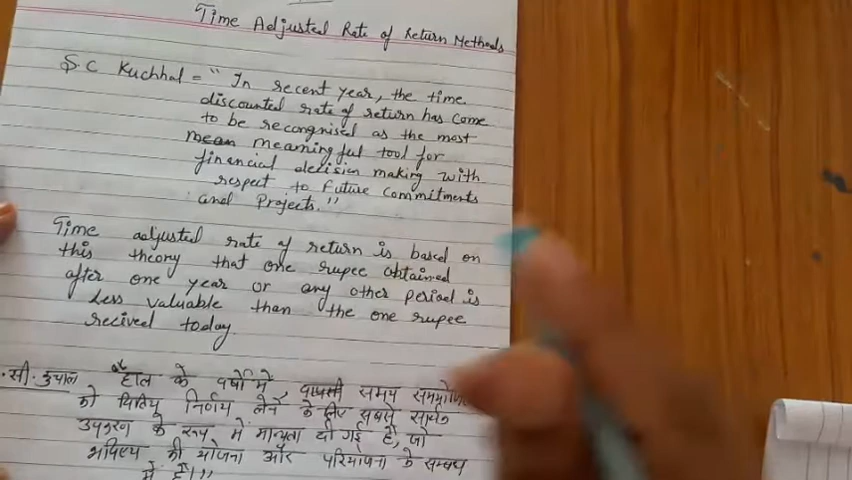 Time Adjusted Rate of Return Methods
S.C Kuchhal = "In recent year, the time
discounted rate of return has come
to be recongnised as the most
mean meaningful tool for
financial decision making with
respect to Future Commitments
and Projects."
Time adjusted rate of return is based on
this theory that one rupee obtained
after one year or any other period is
Less valuable than the one rupee
recived today
.सी. कुचाल हाल के वर्षों में, वापसी समय
को वित्तिय निर्णय लेने के लिए सबसे सार्थक
उपकरण के रूप में मान्यता दी गई है, जो
भविष्य की योजना और परियोजना के सम्बध
में है।"